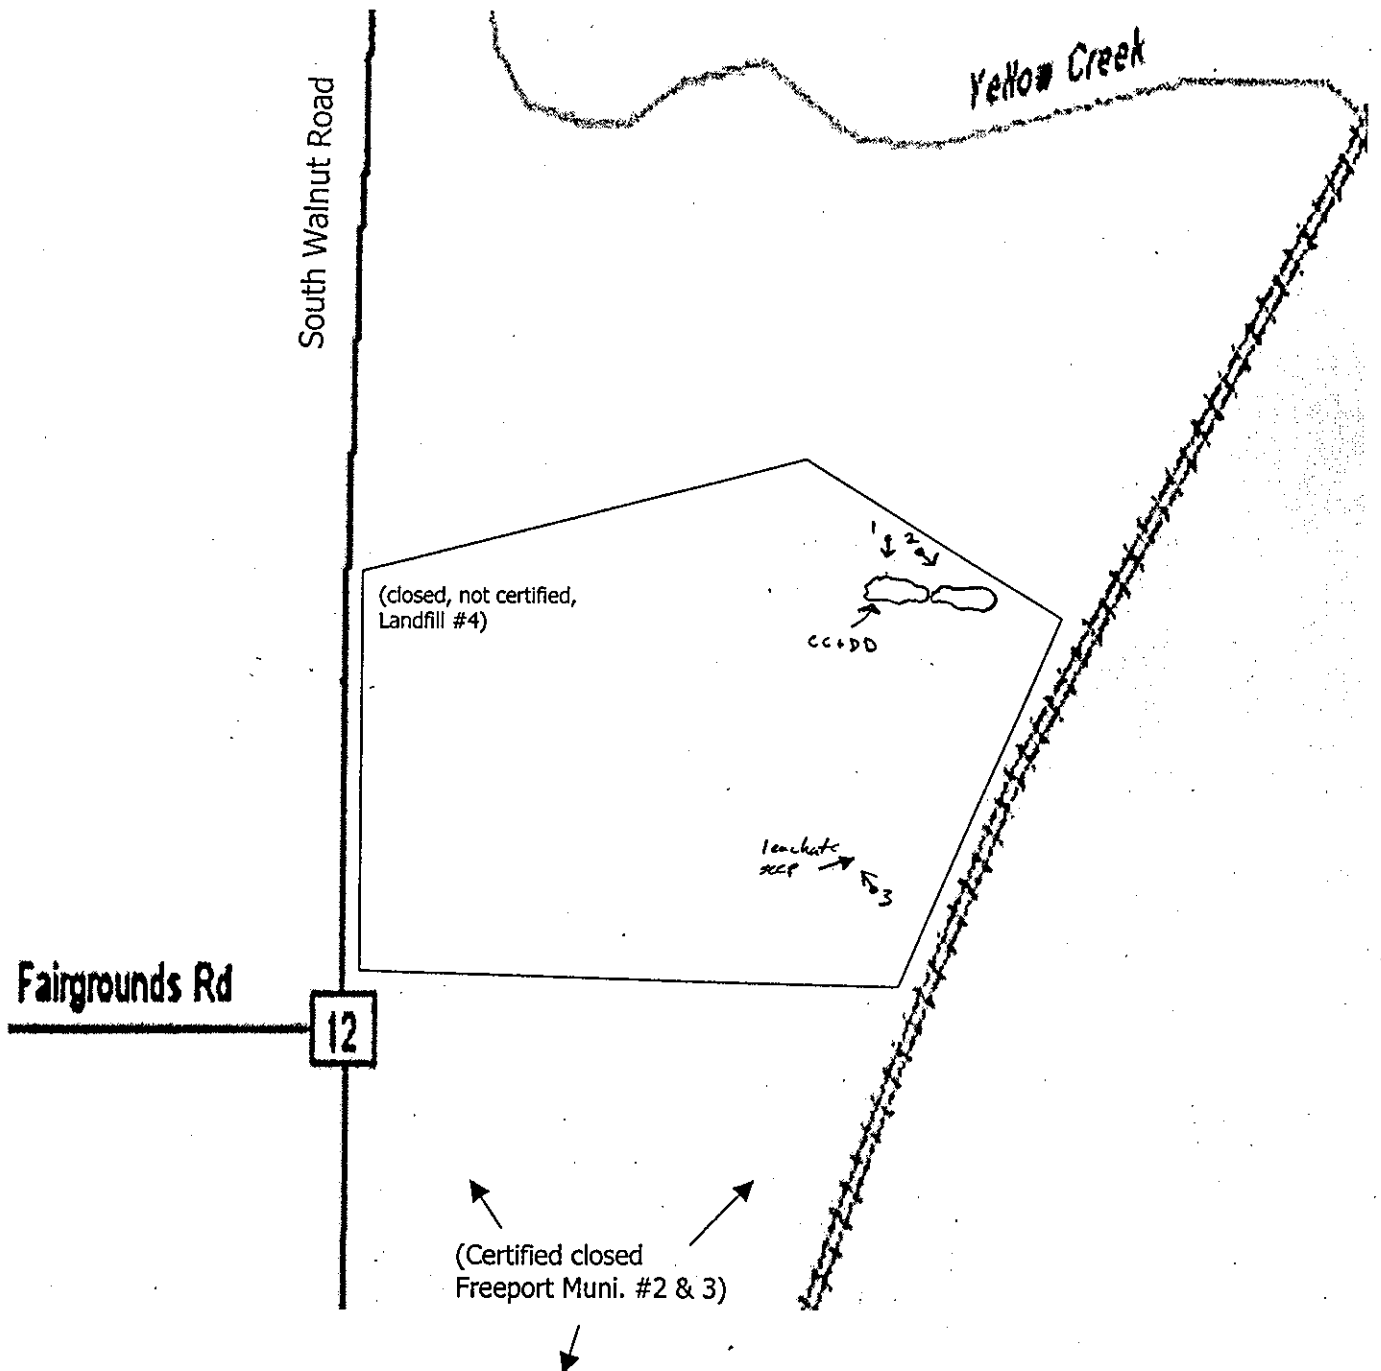 Yellow Creek
South Walnut Road
1
2
(closed, not certified,
Landfill #4)
CC+DD
leachate
seep
3
Fairgrounds Rd
12
(Certified closed
Freeport Muni. #2 & 3)